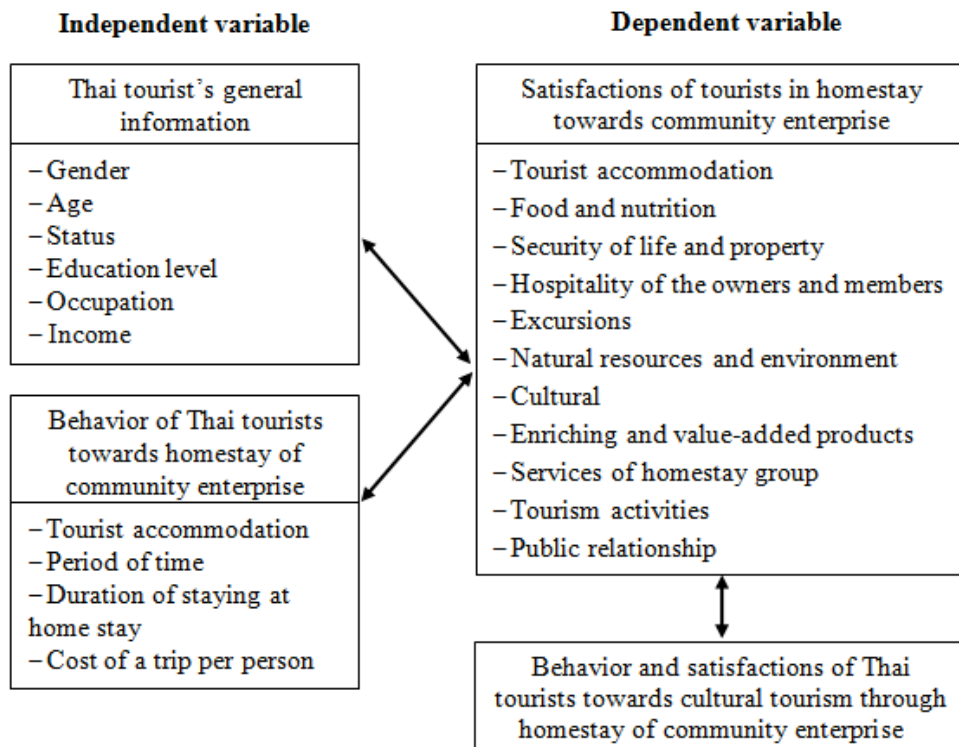 Independent variable
Thai tourist's general
information
– Gender
– Age
– Status
– Education level
– Occupation
– Income
Behavior of Thai tourists
towards homestay of
community enterprise
– Tourist accommodation
– Period of time
– Duration of staying at
home stay
– Cost of a trip per person
Dependent variable
Satisfactions of tourists in homestay
towards community enterprise
– Tourist accommodation
– Food and nutrition
– Security of life and property
– Hospitality of the owners and members
– Excursions
– Natural resources and environment
– Cultural
– Enriching and value-added products
– Services of homestay group
– Tourism activities
– Public relationship
Behavior and satisfactions of Thai
tourists towards cultural tourism through
homestay of community enterprise